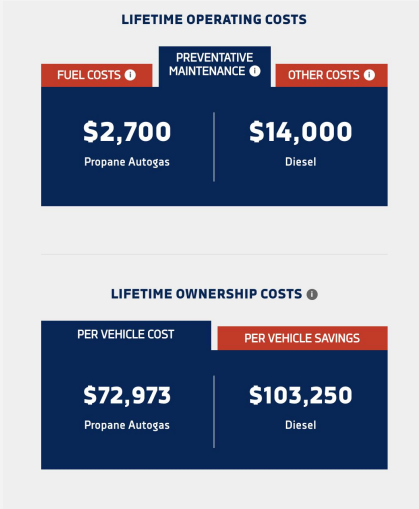 LIFETIME OPERATING COSTS
FUEL COSTS i
PREVENTATIVE
MAINTENANCE i
OTHER COSTS i
$2,700
Propane Autogas
$14,000
Diesel
LIFETIME OWNERSHIP COSTS i
PER VEHICLE COST
PER VEHICLE SAVINGS
$72,973
Propane Autogas
$103,250
Diesel